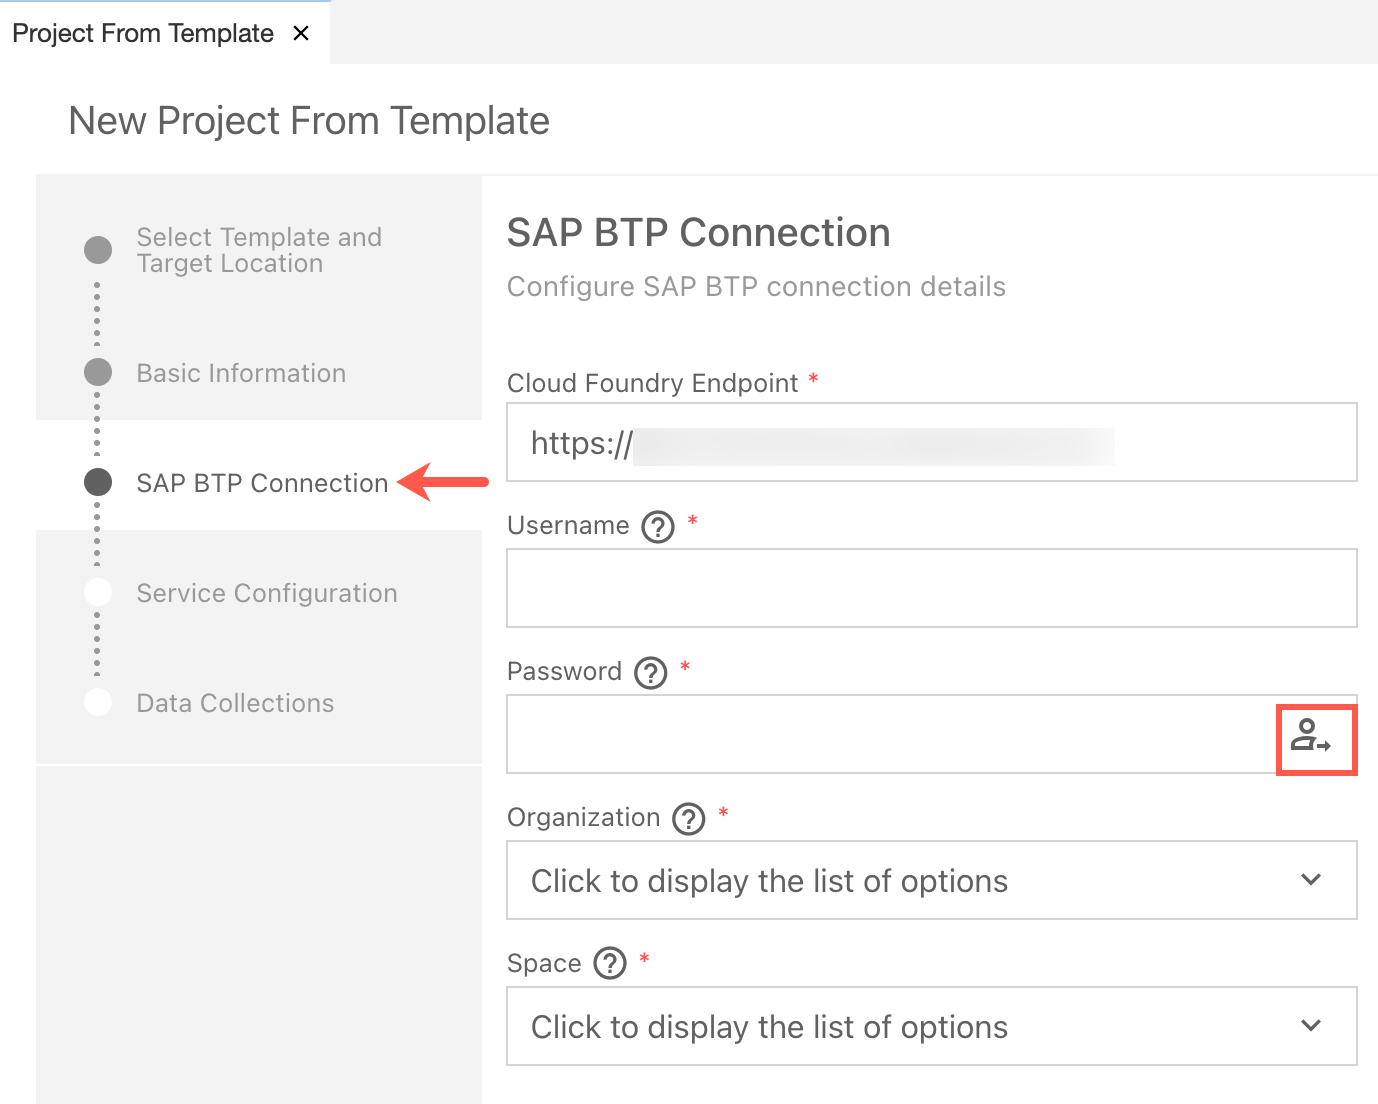 Project From Template
New Project From Template
Select Template and
Target Location
Basic Information
SAP BTP Connection
Service Configuration
Data Collections
SAP BTP Connection
Configure SAP BTP connection details
Cloud Foundry Endpoint *
https://
Username ? *
Password ? *
Organization ? *
Click to display the list of options
Space ? *
Click to display the list of options